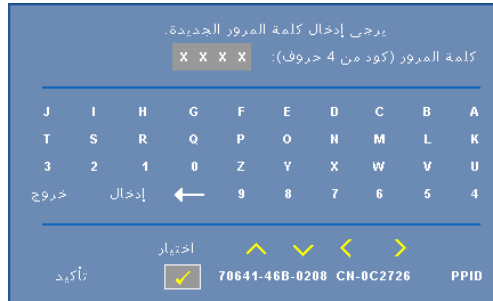 يرجى إدخال كلمة المرور الجديدة.
كلمة المرور (كود من 4 حروف): X X X X
A B C D E F G H I J
K L M N O P Q R S T
U V W X Y Z 0 1 2 3
4 5 6 7 8 9 إدخال خروج
اختيار
PPID CN-0C2726 70641-46B-0208 تأكيد